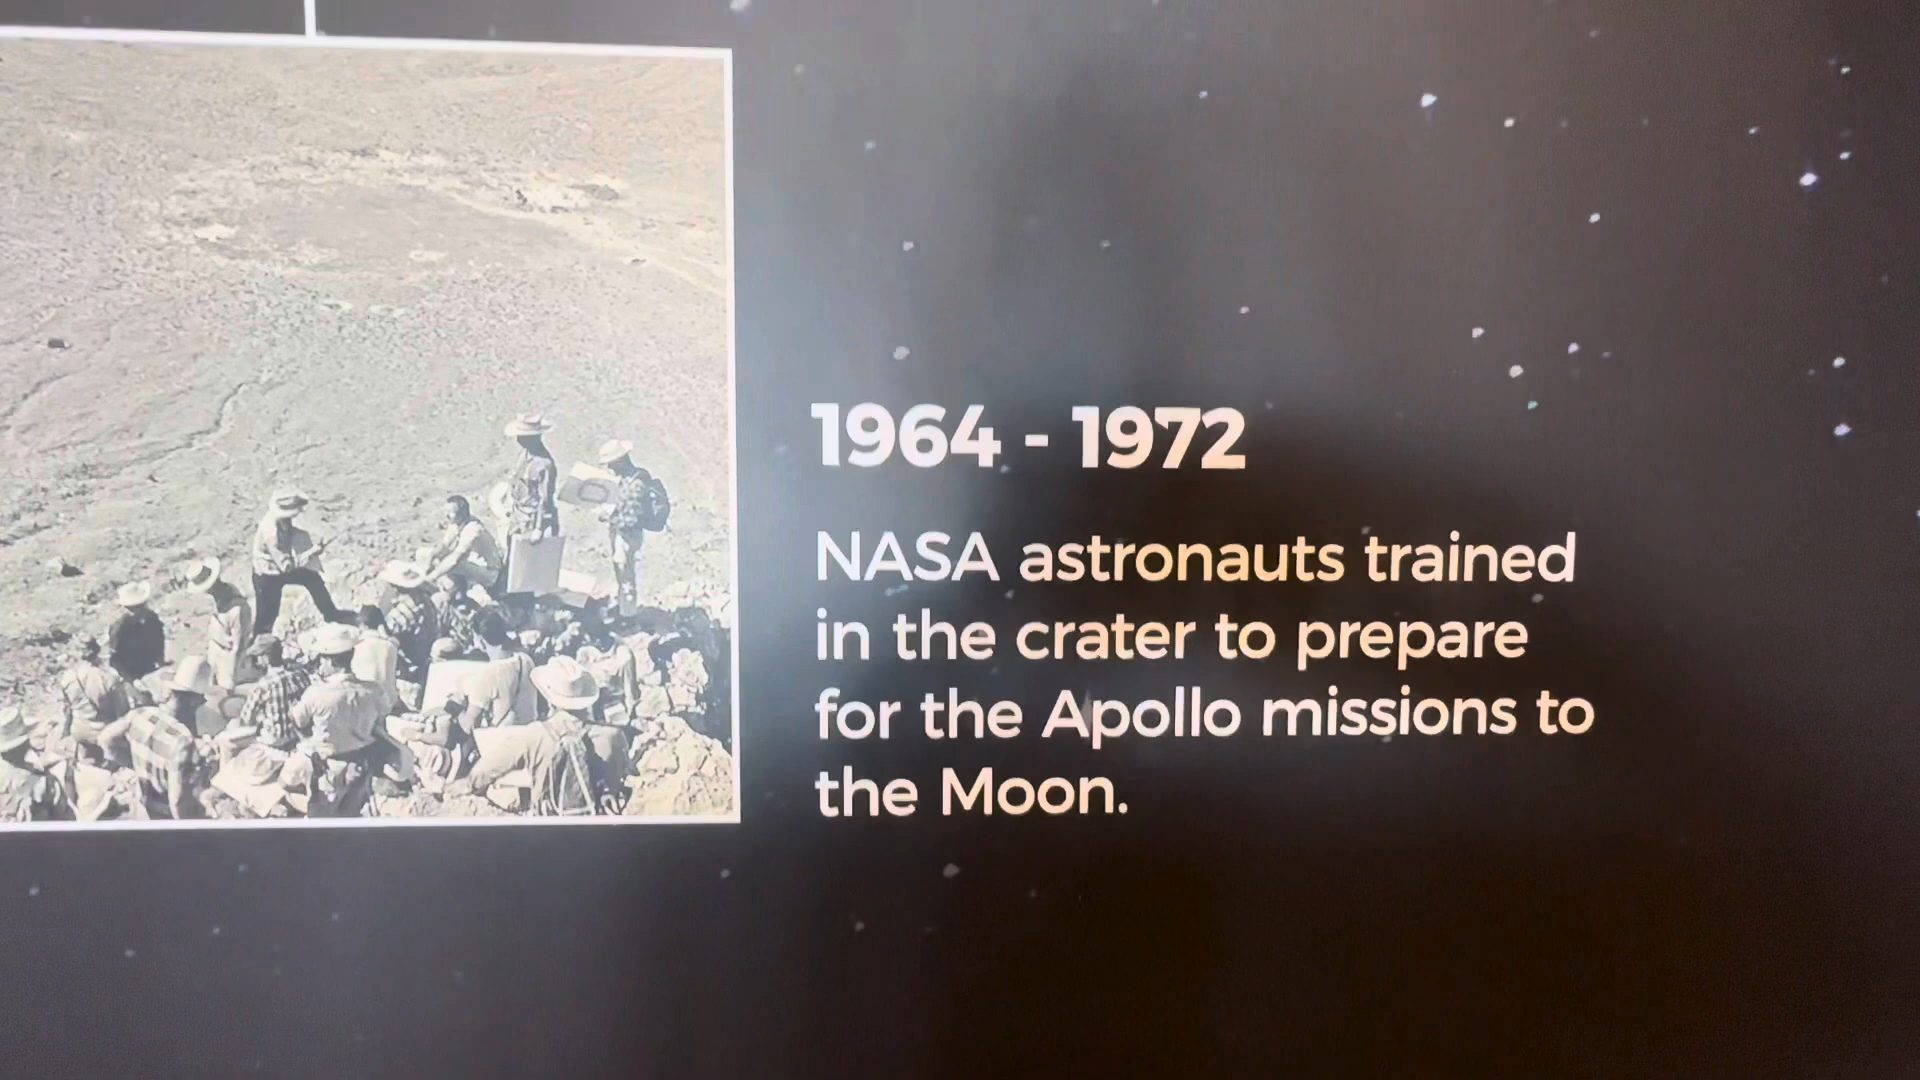 1964 - 1972
NASA astronauts trained
in the crater to prepare
for the Apollo missions to
the Moon.